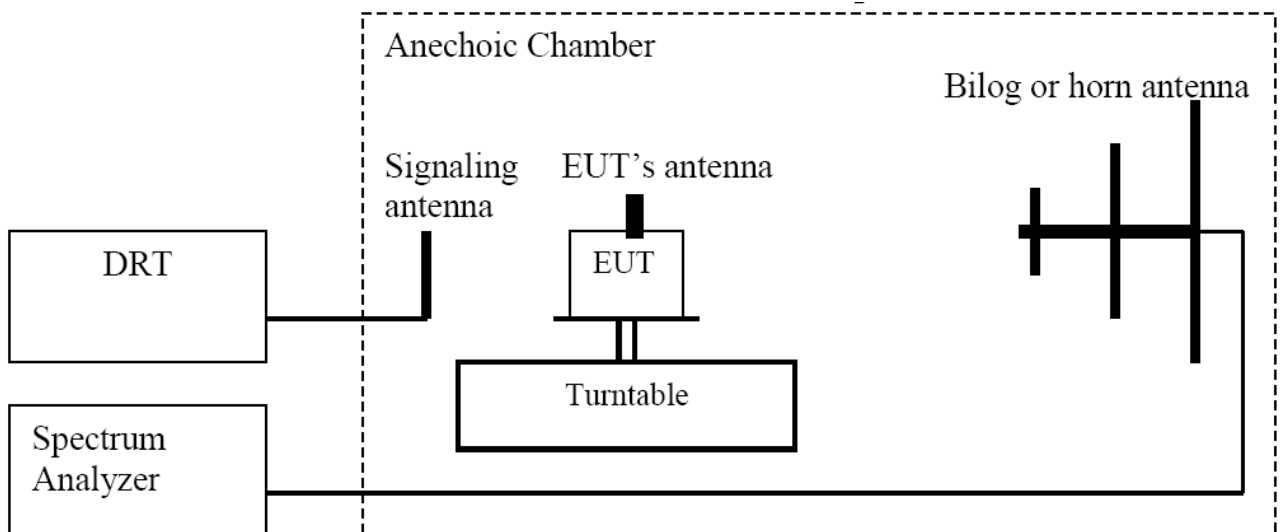 Anechoic Chamber
Bilog or horn antenna
Signaling
antenna
EUT’s antenna
DRT
EUT
Turntable
Spectrum
Analyzer